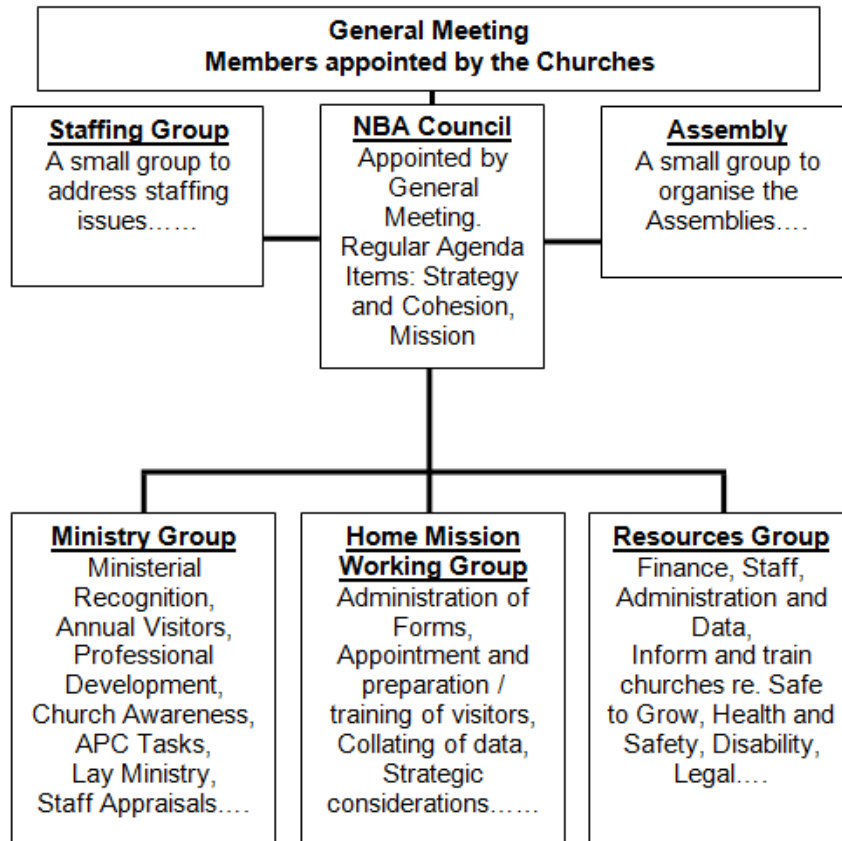 General Meeting
Members appointed by the Churches
Staffing Group
A small group to
address staffing
issues……
NBA Council
Appointed by
General
Meeting.
Regular Agenda
Items: Strategy
and Cohesion,
Mission
Assembly
A small group to
organise the
Assemblies….
Ministry Group
Ministerial
Recognition,
Annual Visitors,
Professional
Development,
Church Awareness,
APC Tasks,
Lay Ministry,
Staff Appraisals….
Home Mission
Working Group
Administration of
Forms,
Appointment and
preparation /
training of visitors,
Collating of data,
Strategic
considerations……
Resources Group
Finance, Staff,
Administration and
Data,
Inform and train
churches re. Safe
to Grow, Health and
Safety, Disability,
Legal….